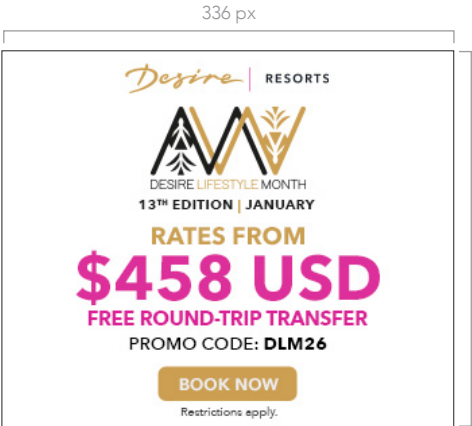 336 px
Desire | RESORTS
DESIRE LIFESTYLE MONTH
13TH EDITION | JANUARY
RATES FROM
$458 USD
FREE ROUND-TRIP TRANSFER
PROMO CODE: DLM26
BOOK NOW
Restrictions apply.